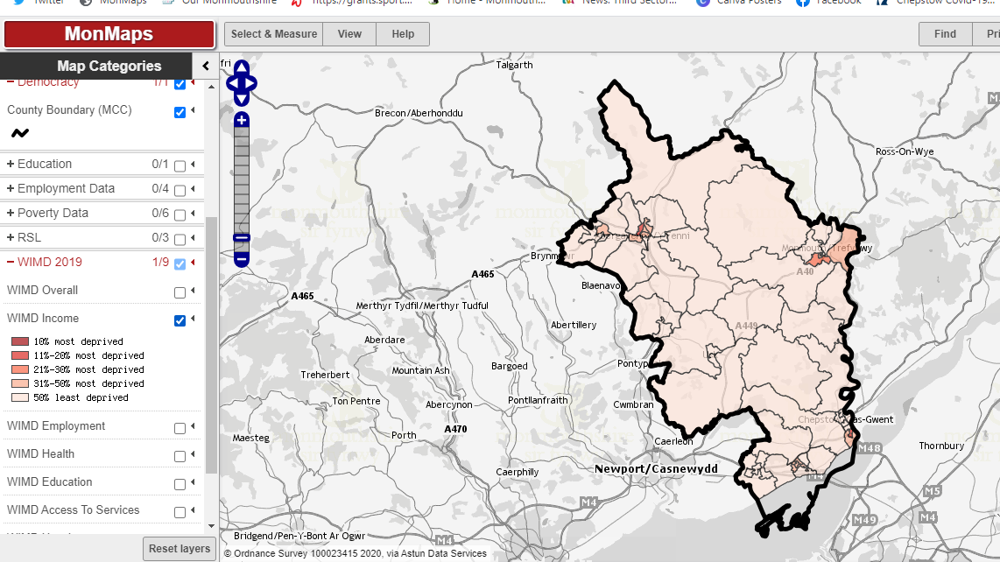 Twitter
MonMaps
Our Monmouthshire
https://grants.sport....
Home - Monmouth...
News: Third Sector...
Canva Posters
Facebook
Chepstow Covid-19...
MonMaps
Select & Measure
View
Help
Find
Pri
Map Categories
− Democracy 1/1
County Boundary (MCC)
+ Education 0/1
+ Employment Data 0/4
+ Poverty Data 0/6
+ RSL 0/3
− WIMD 2019 1/9
WIMD Overall
WIMD Income
10% most deprived
11%-20% most deprived
21%-30% most deprived
31%-50% most deprived
50% least deprived
WIMD Employment
WIMD Health
WIMD Education
WIMD Access To Services
Reset layers
fri
Talgarth
Brecon/Aberhonddu
Ross-On-Wye
Brynmawr
A465
Blaenavo
A40
A465
Merthyr Tydfil/Merthyr Tudful
Abertillery
A449
Aberdare
Treherbert
Mountain Ash
Bargoed
Pontyp
Ton Pentre
Abercynon
Pontllanfraith
Cwmbran
A470
Maesteg
Porth
Caerleon
M48
Thornbury
Caerphilly
Newport/Casnewydd
M4
M4
M5
M49
M4
Bridgend/Pen-Y-Bont Ar Ogwr
M4
© Ordnance Survey 100023415 2020, via Astun Data Services